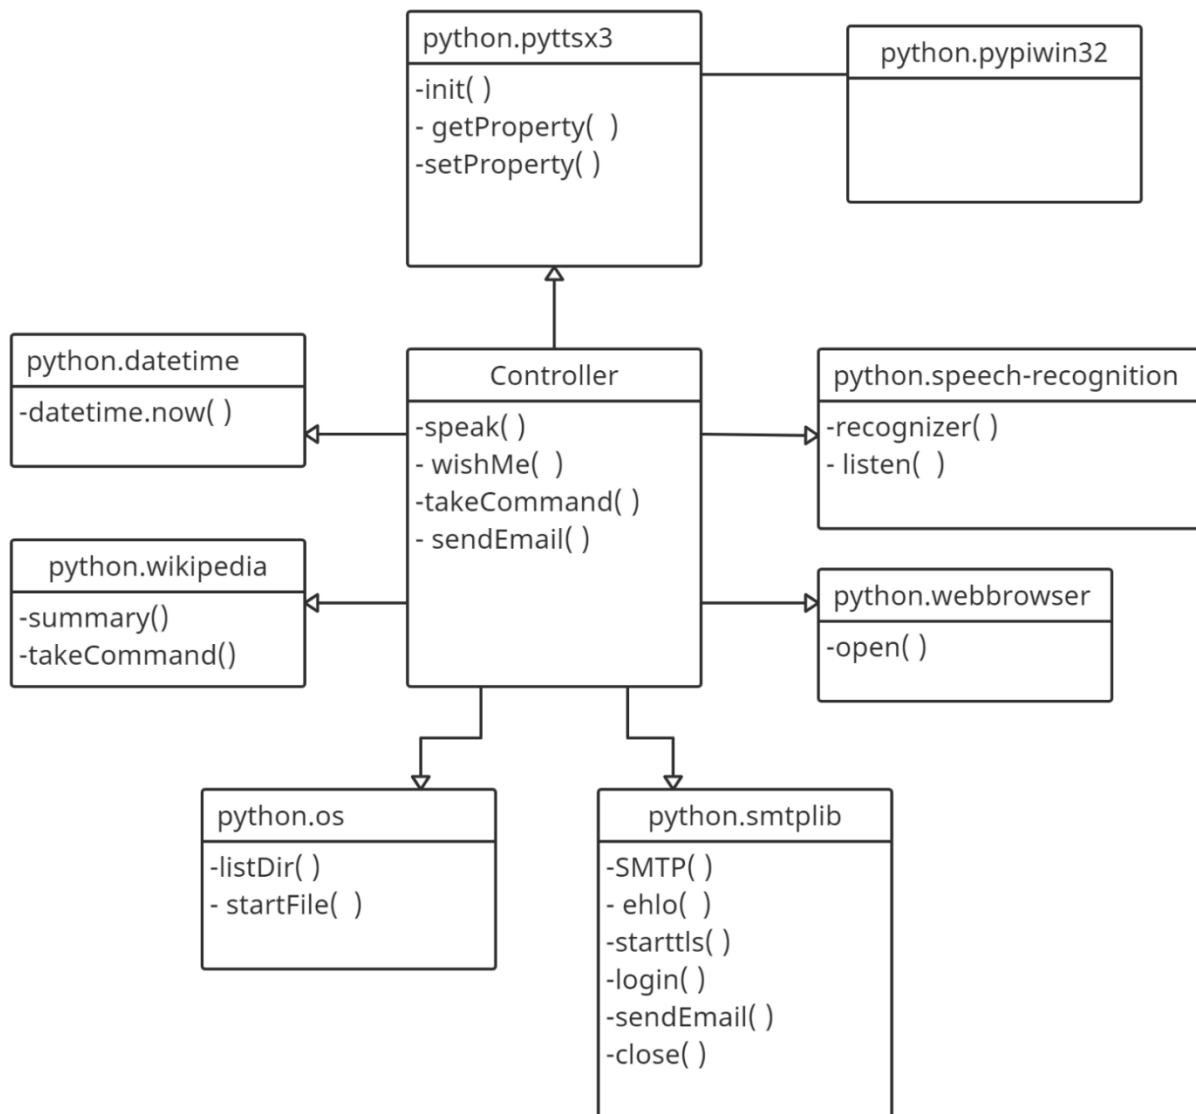 python.pyttsx3
-init( )
- getProperty(  )
-setProperty( )
python.pypiwin32
python.datetime
-datetime.now( )
Controller
-speak( )
- wishMe(  )
-takeCommand( )
- sendEmail( )
python.speech-recognition
-recognizer( )
- listen(  )
python.wikipedia
-summary()
-takeCommand()
python.webbrowser
-open( )
python.os
-listDir( )
- startFile(  )
python.smtplib
-SMTP( )
- ehlo(  )
-starttls( )
-login( )
-sendEmail( )
-close( )